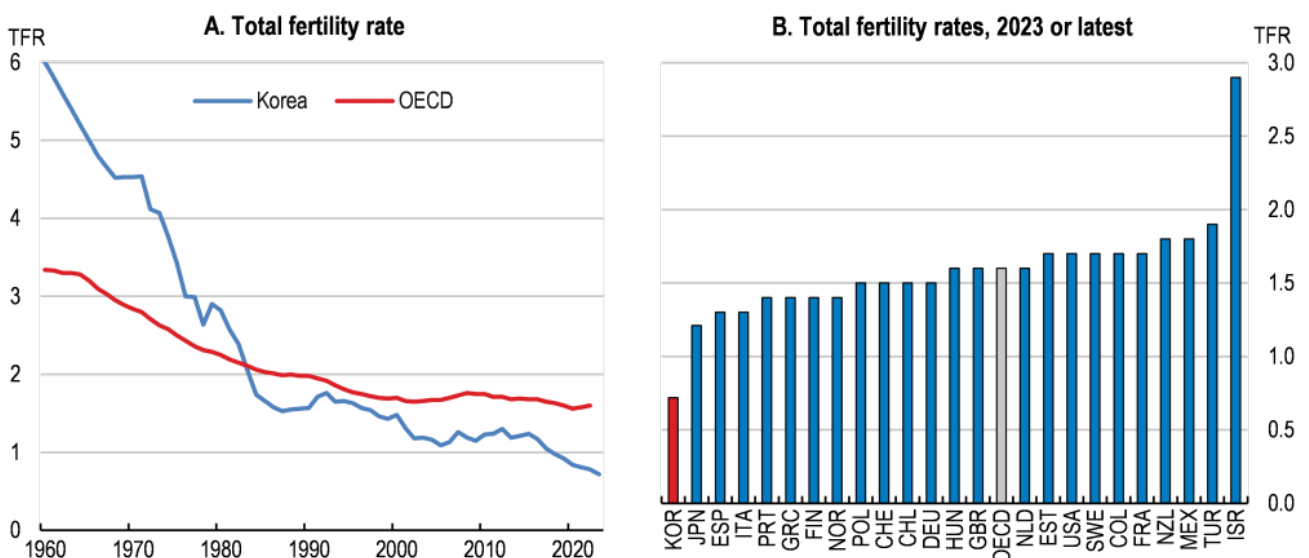 A. Total fertility rate
TFR
6
Korea OECD
5
4
3
2
1
0
1960 1970 1980 1990 2000 2010 2020
B. Total fertility rates, 2023 or latest
TFR
3.0
2.5
2.0
1.5
1.0
0.5
0.0
KOR JPN ESP ITA PRT GRC FIN NOR POL CHE CHL DEU HUN GBR OECD NLD EST USA SWE COL FRA NZL MEX TUR ISR